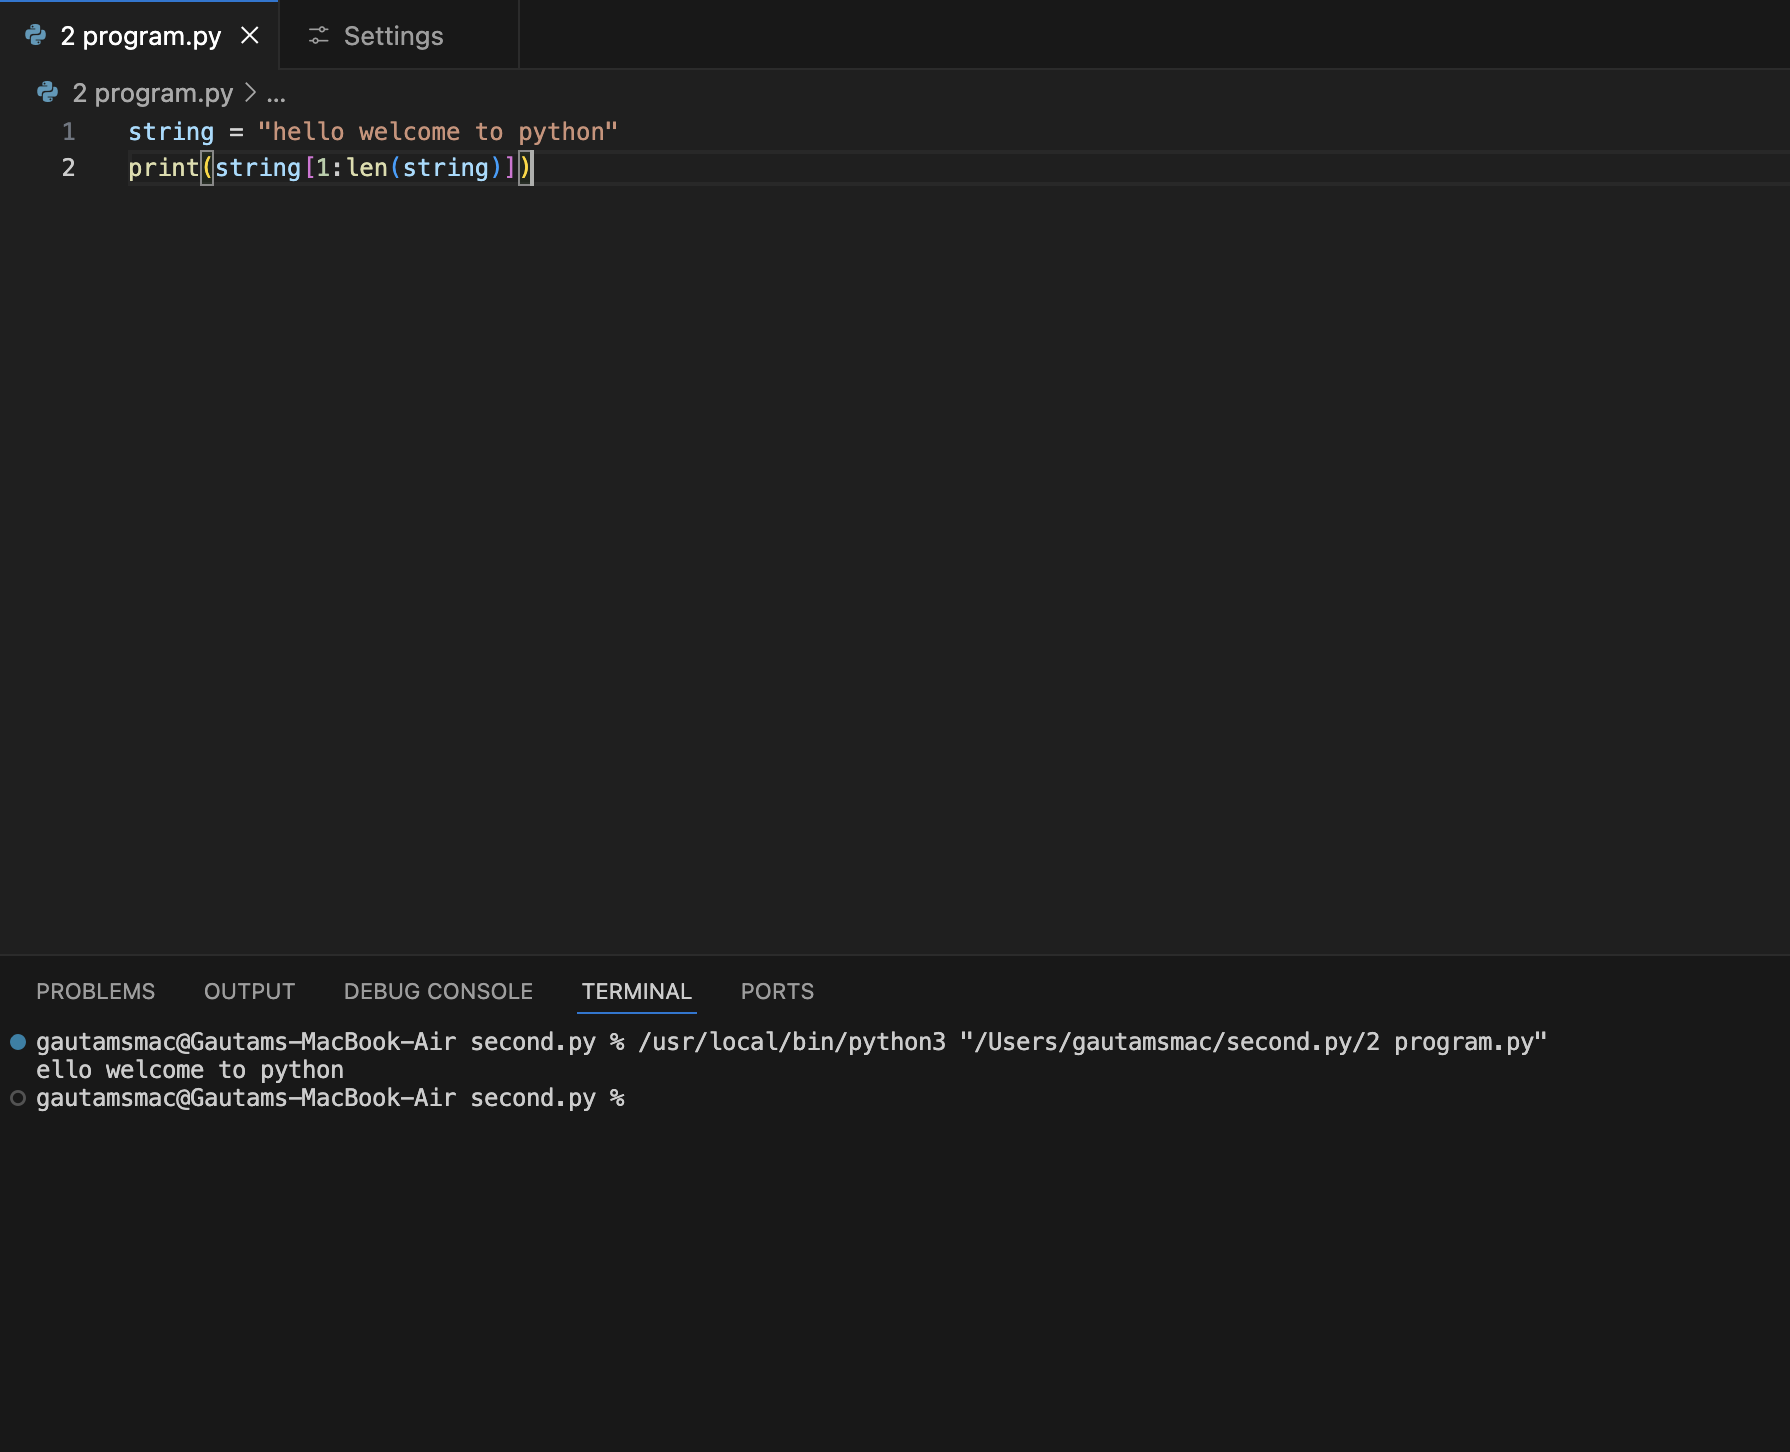 2 program.py
Settings
2 program.py > ...
1 string = "hello welcome to python"
2 print(string[1:len(string)])
PROBLEMS OUTPUT DEBUG CONSOLE TERMINAL PORTS
gautamsmac@Gautams-MacBook-Air second.py % /usr/local/bin/python3 "/Users/gautamsmac/second.py/2 program.py"
ello welcome to python
gautamsmac@Gautams-MacBook-Air second.py %